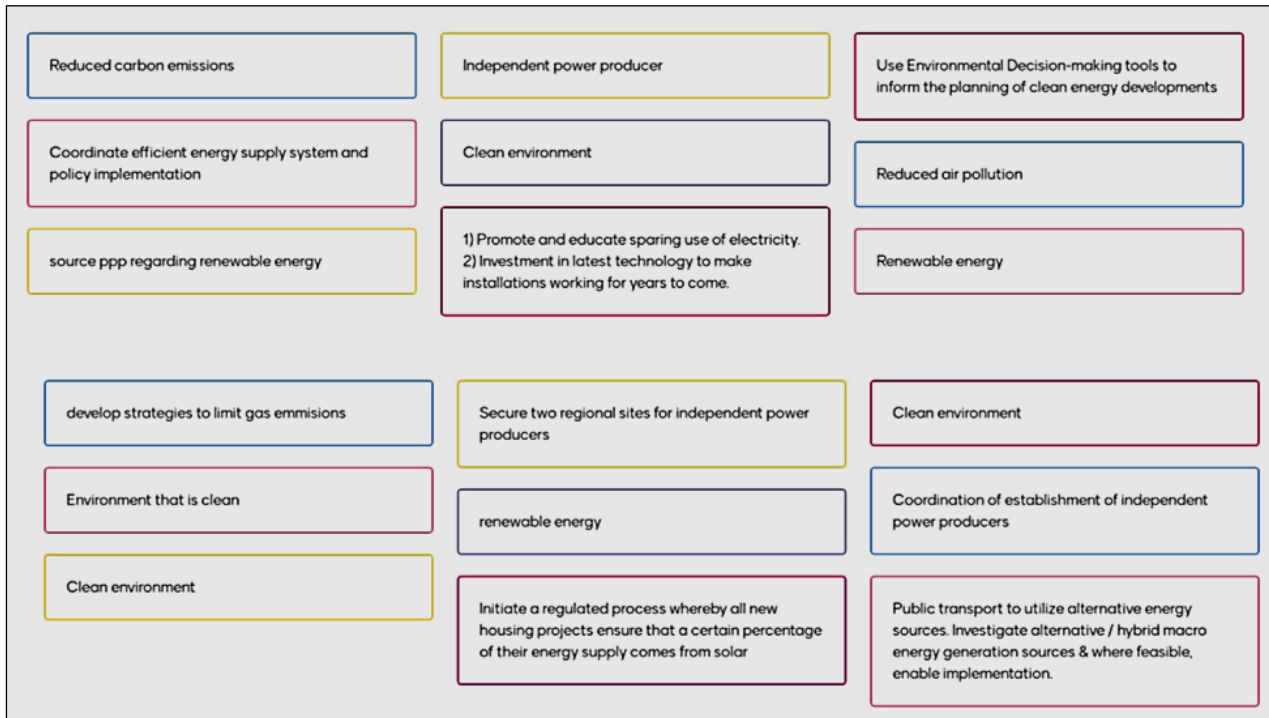 Reduced carbon emissions
Coordinate efficient energy supply system and
policy implementation
source ppp regarding renewable energy
Independent power producer
Clean environment
1) Promote and educate sparing use of electricity.
2) Investment in latest technology to make
installations working for years to come.
Use Environmental Decision-making tools to
inform the planning of clean energy developments
Reduced air pollution
Renewable energy
develop strategies to limit gas emmisions
Environment that is clean
Clean environment
Secure two regional sites for independent power
producers
renewable energy
Initiate a regulated process whereby all new
housing projects ensure that a certain percentage
of their energy supply comes from solar
Clean environment
Coordination of establishment of independent
power producers
Public transport to utilize alternative energy
sources. Investigate alternative / hybrid macro
energy generation sources & where feasible,
enable implementation.